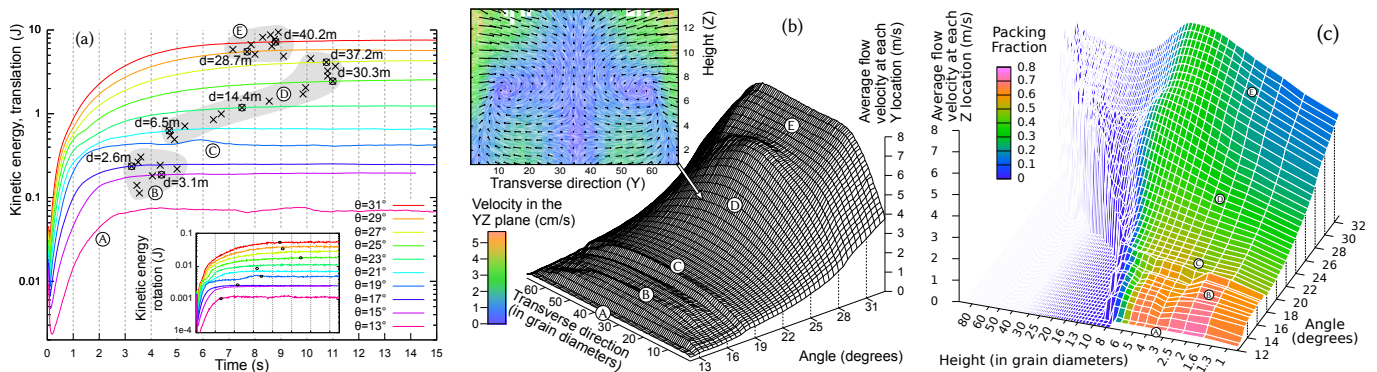 (a)
Kinetic energy, translation (J)
10
1
0.1
0.01
0 1 2 3 4 5 6 7 8 9 10 11 12 13 14 15
Time (s)
E
d=40.2m
28.7m
d=37.2m
d=30.3m
D
14.4m
d=6.5m
C
d=2.6m
d=3.1m
B
A
θ=31°
θ=29°
θ=27°
θ=25°
θ=23°
θ=21°
θ=19°
θ=17°
θ=15°
θ=13°
Kinetic energy
rotation (J)
0.1
0.01
0.001
1e-4
(b)
Height (Z)
12
10
8
6
4
2
0
10 20 30 40 50 60
Transverse direction (Y)
Velocity in the
YZ plane (cm/s)
5
4
3
2
1
0
Average flow
velocity at each
Y location (m/s)
8
7
6
5
4
3
2
1
0
E
D
C
B
A
60
50
40
30
20
10
Transverse direction
(in grain diameters)
13
16
19
22
25
28
31
Angle (degrees)
(c)
Packing
Fraction
0.8
0.7
0.6
0.5
0.4
0.3
0.2
0.1
0
Average flow
velocity at each
Z location (m/s)
8
7
6
5
4
3
2
1
0
E
D
C
B
A
80
60
50
40
30
25
20
16
13
10
8
6
5
4
3
2.6
2
1.6
1.3
1
Height (in grain diameters)
12
14
16
18
20
22
24
26
28
30
32
Angle
(degrees)